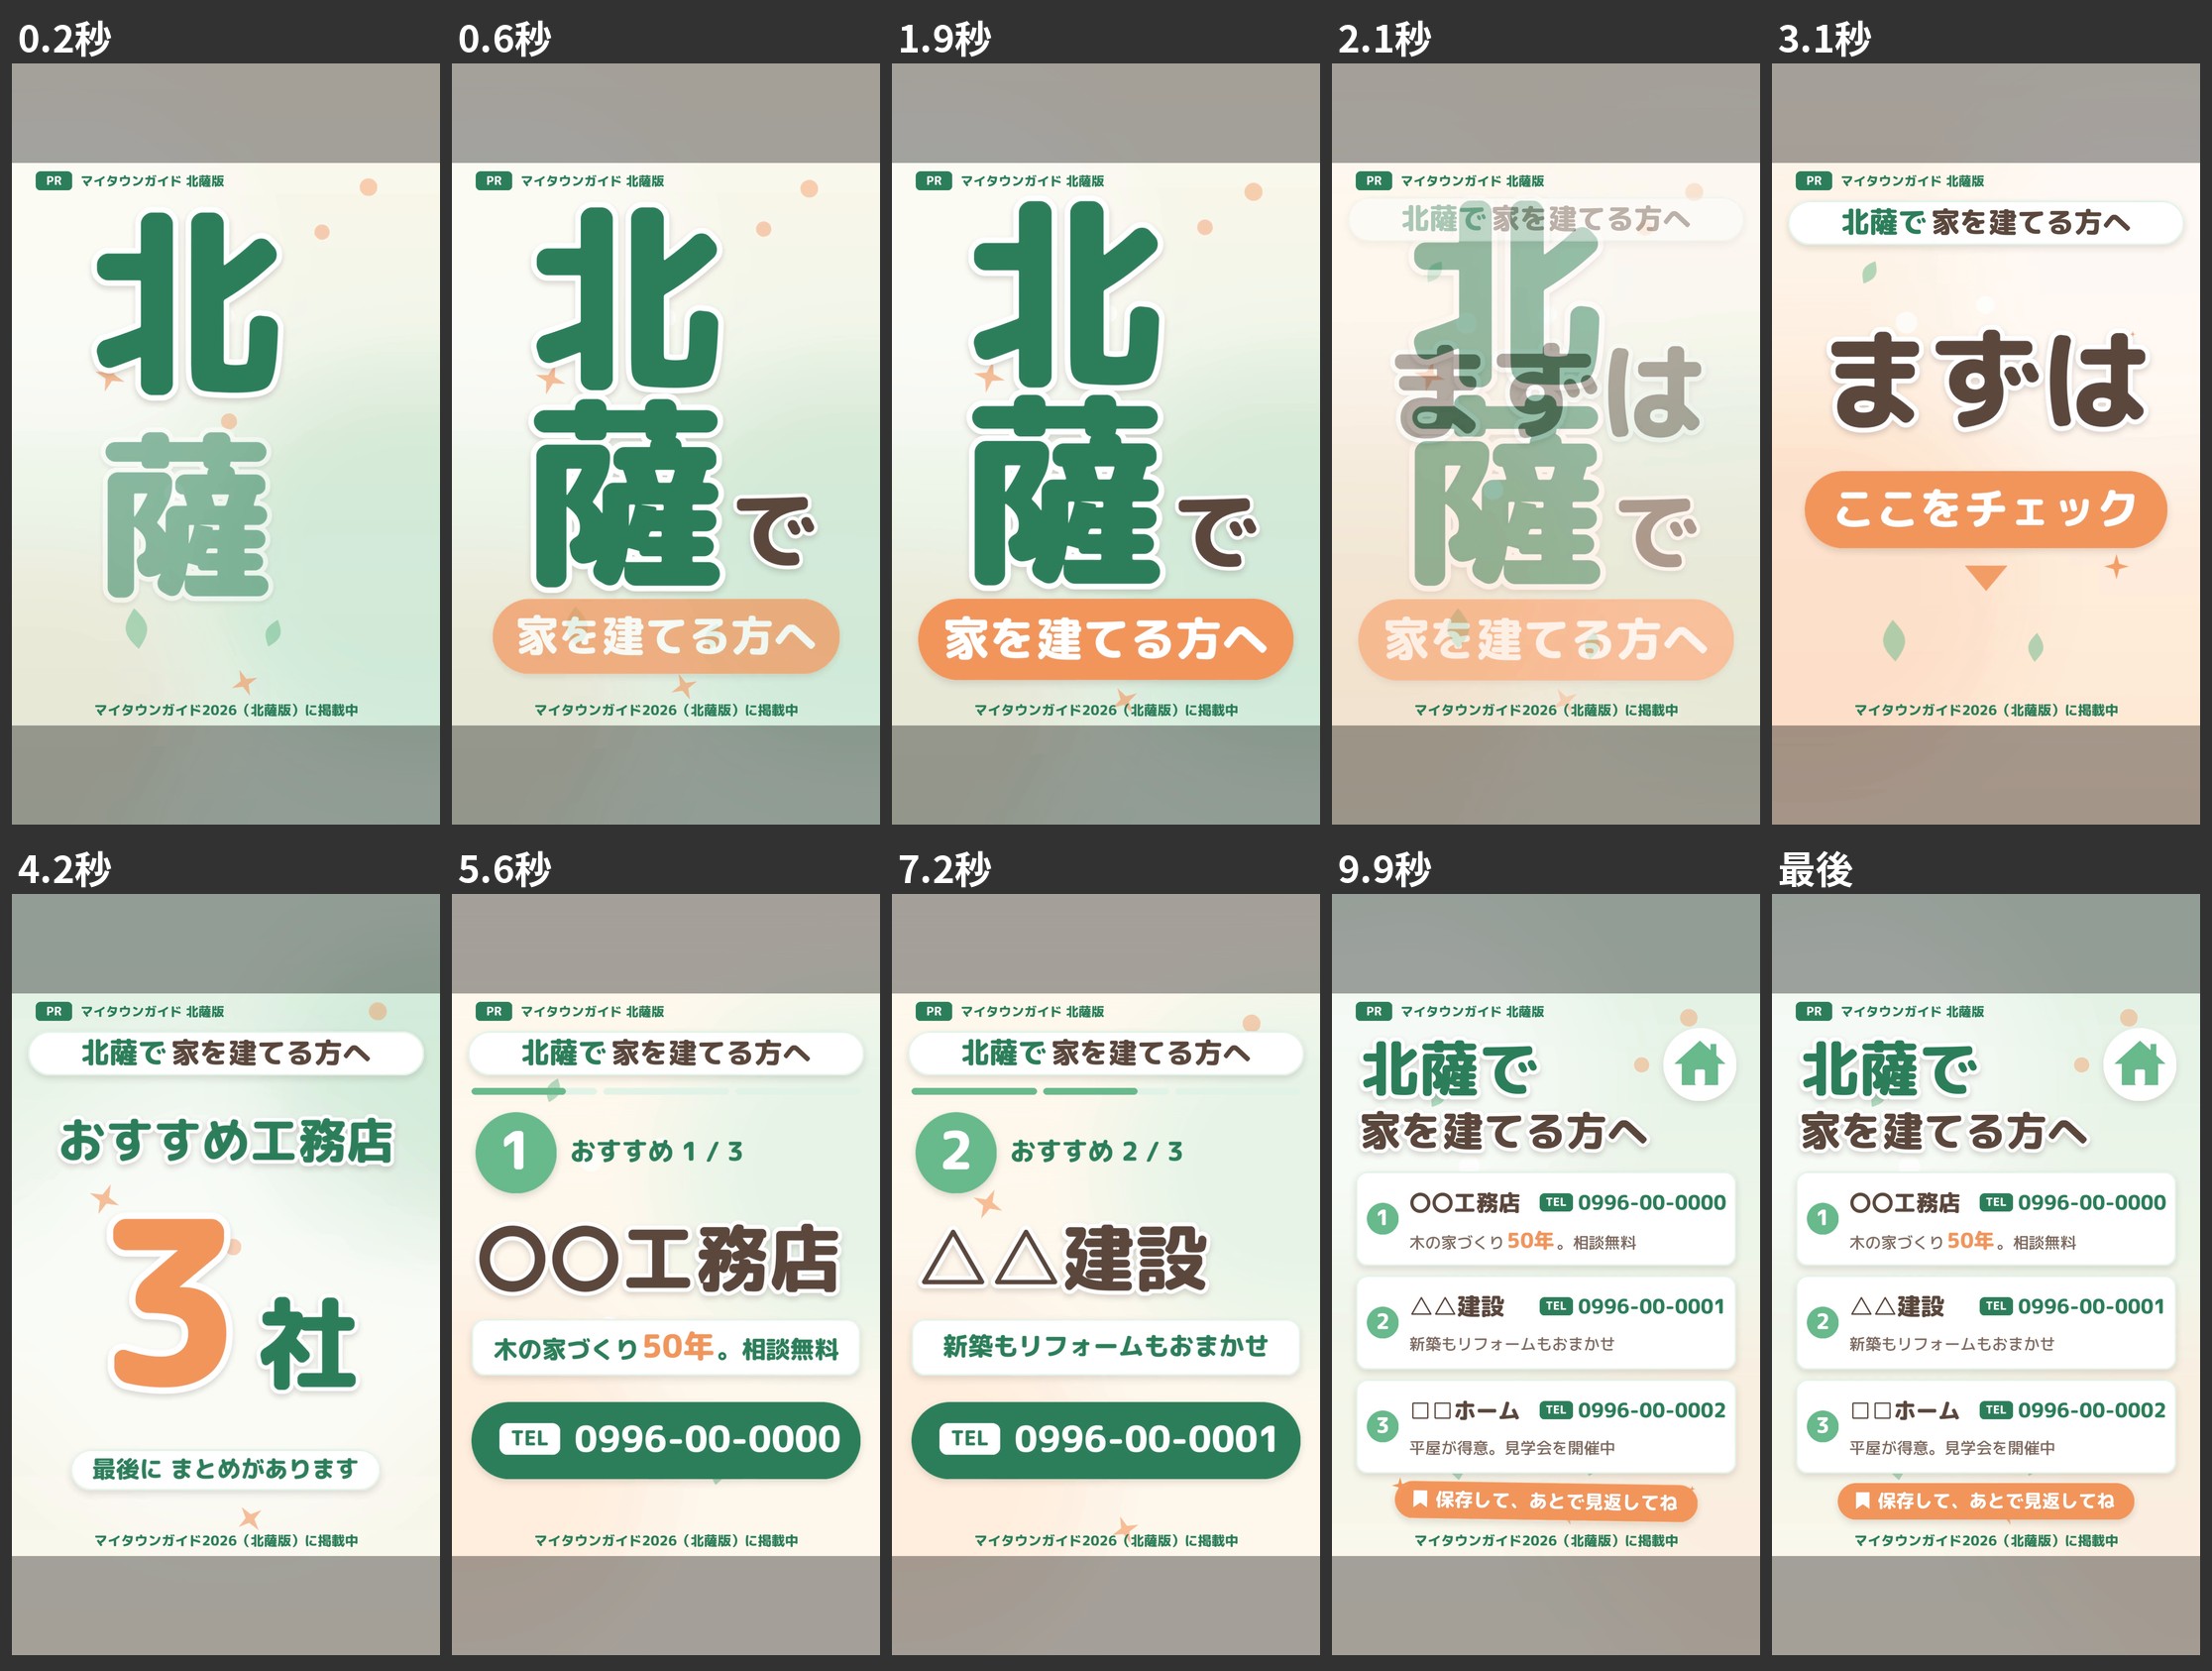 0.2秒
PR マイタウンガイド 北薩版
北
薩
マイタウンガイド2026（北薩版）に掲載中
0.6秒
PR マイタウンガイド 北薩版
北
薩で
家を建てる方へ
マイタウンガイド2026（北薩版）に掲載中
1.9秒
PR マイタウンガイド 北薩版
北
薩で
家を建てる方へ
マイタウンガイド2026（北薩版）に掲載中
2.1秒
PR マイタウンガイド 北薩版
北薩で家を建てる方へ
北
まずは
薩で
家を建てる方へ
マイタウンガイド2026（北薩版）に掲載中
3.1秒
PR マイタウンガイド 北薩版
北薩で家を建てる方へ
まずは
ここをチェック
マイタウンガイド2026（北薩版）に掲載中
4.2秒
PR マイタウンガイド 北薩版
北薩で家を建てる方へ
おすすめ工務店
3社
最後に まとめがあります
マイタウンガイド2026（北薩版）に掲載中
5.6秒
PR マイタウンガイド 北薩版
北薩で家を建てる方へ
1 おすすめ 1 / 3
〇〇工務店
木の家づくり50年。相談無料
TEL 0996-00-0000
マイタウンガイド2026（北薩版）に掲載中
7.2秒
PR マイタウンガイド 北薩版
北薩で家を建てる方へ
2 おすすめ 2 / 3
△△建設
新築もリフォームもおまかせ
TEL 0996-00-0001
マイタウンガイド2026（北薩版）に掲載中
9.9秒
PR マイタウンガイド 北薩版
北薩で
家を建てる方へ
1 〇〇工務店 TEL 0996-00-0000
木の家づくり50年。相談無料
2 △△建設 TEL 0996-00-0001
新築もリフォームもおまかせ
3 □□ホーム TEL 0996-00-0002
平屋が得意。見学会を開催中
保存して、あとで見返してね
マイタウンガイド2026（北薩版）に掲載中
最後
PR マイタウンガイド 北薩版
北薩で
家を建てる方へ
1 〇〇工務店 TEL 0996-00-0000
木の家づくり50年。相談無料
2 △△建設 TEL 0996-00-0001
新築もリフォームもおまかせ
3 □□ホーム TEL 0996-00-0002
平屋が得意。見学会を開催中
保存して、あとで見返してね
マイタウンガイド2026（北薩版）に掲載中